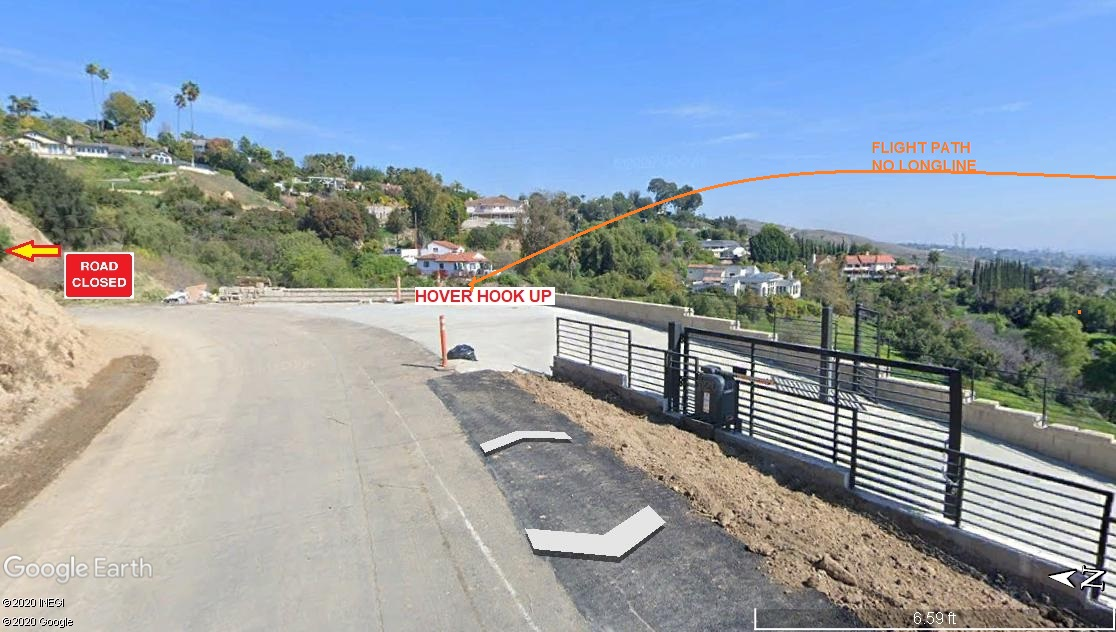 FLIGHT PATH
NO LONGLINE
ROAD
CLOSED
HOVER HOOK UP
Google Earth
© 2020 INEGI
© 2020 Google
6.59 ft
N